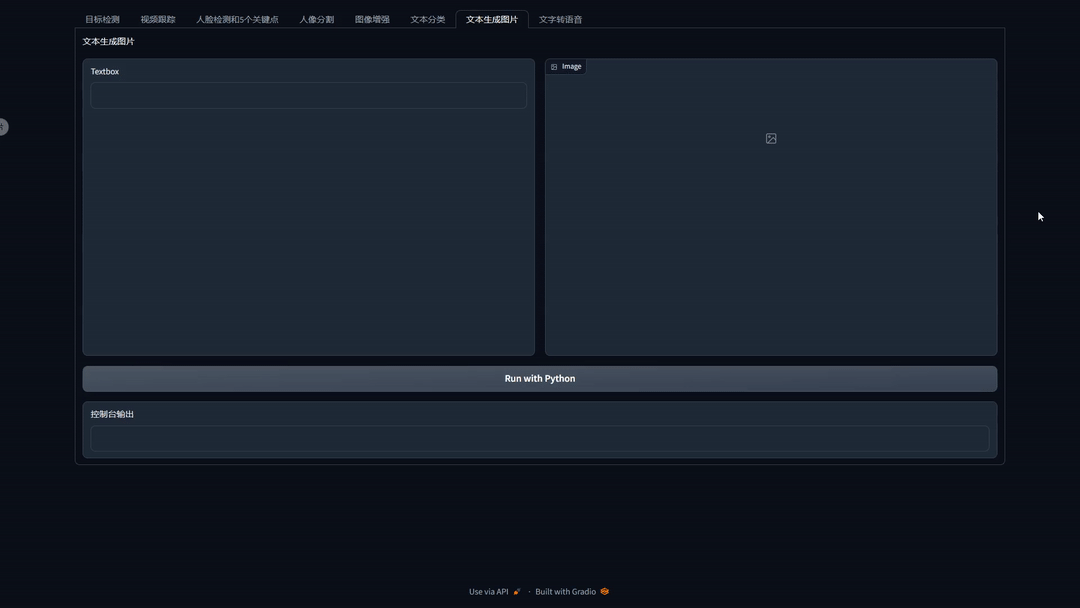 目标检测 视频跟踪 人脸检测和5个关键点 人像分割 图像增强 文本分类 文本生成图片 文字转语音
文本生成图片
Textbox
Image
Run with Python
控制台输出
Use via API · Built with Gradio